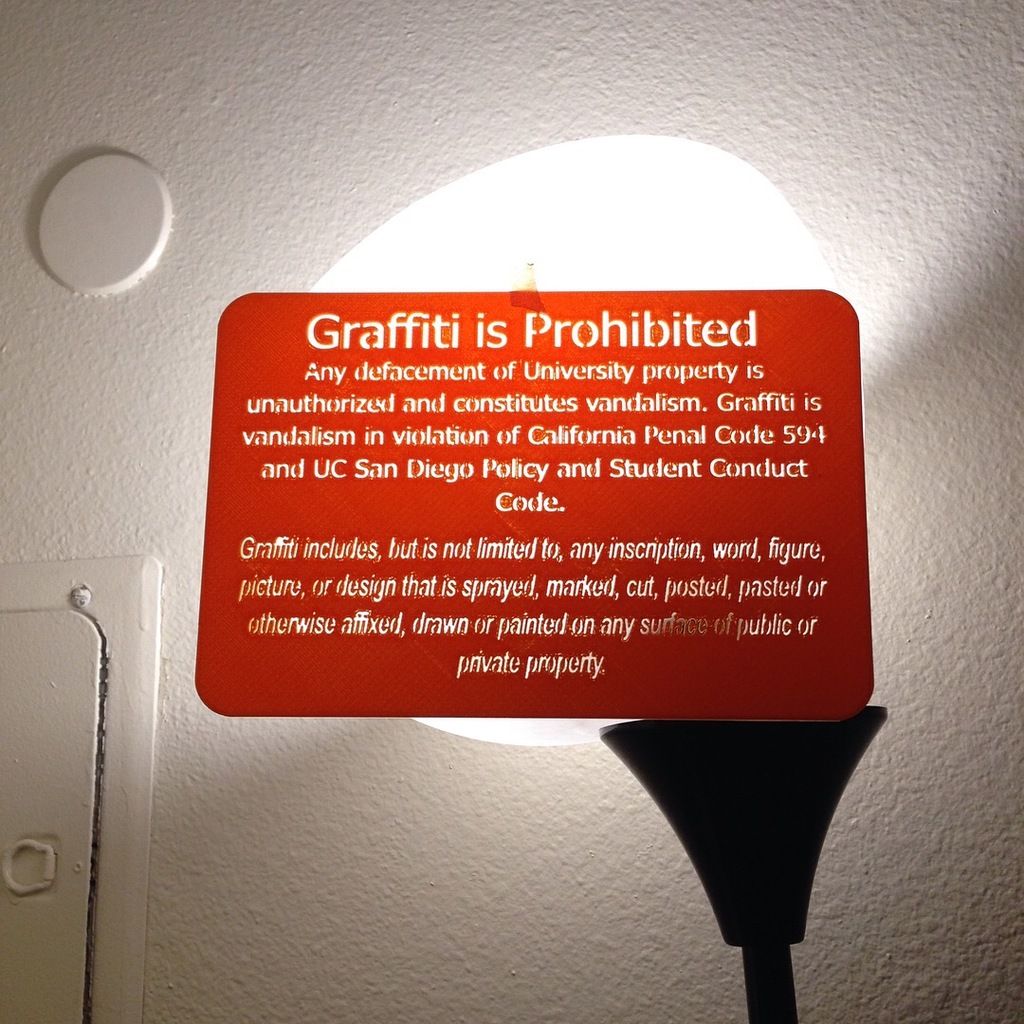 Graffiti is Prohibited
Any defacement of University property is
unauthorized and constitutes vandalism. Graffiti is
vandalism in violation of California Penal Code 594
and UC San Diego Policy and Student Conduct
Code.
Graffiti includes, but is not limited to, any inscription, word, figure,
picture, or design that is sprayed, marked, cut, posted, pasted or
otherwise affixed, drawn or painted on any surface of public or
private property.